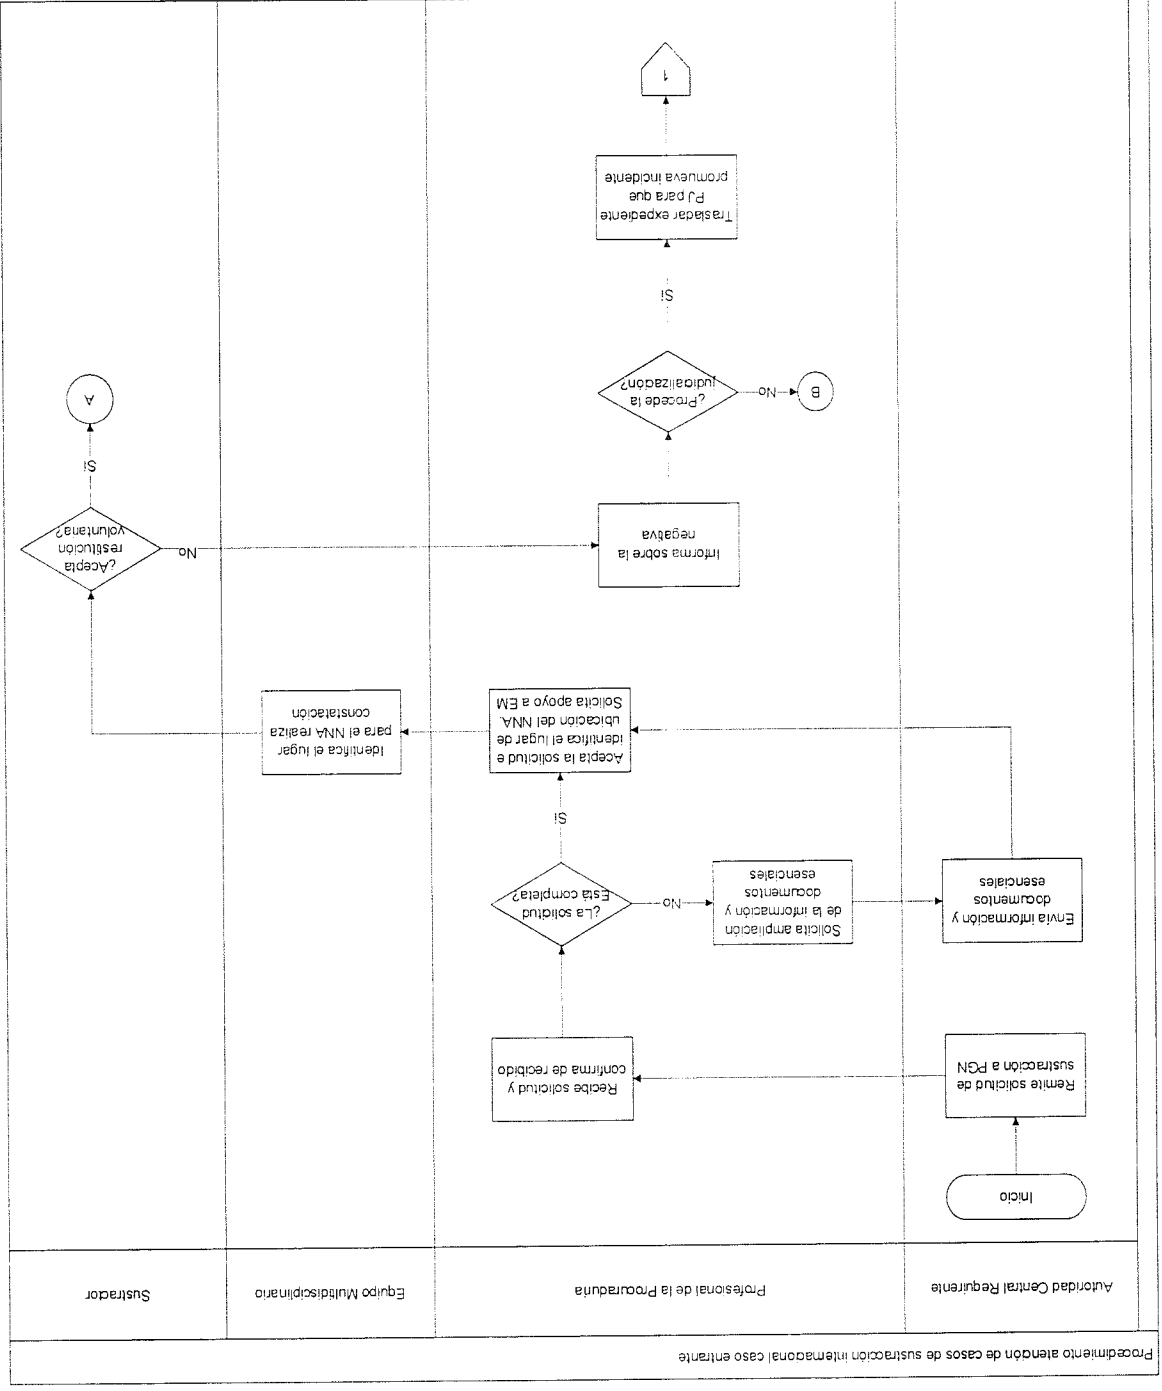 Procedimiento atención de casos de sustracción internacional caso entrante
Autoridad Central Requirente
Profesional de la Procuraduría
Equipo Multidisciplinario
Sustractor
Inicio
Remite solicitud de
sustracción a PGN
Recibe solicitud y
confirma de recibido
¿La solicitud
Está completa?
No
Solicita ampliación
de la información y
documentos
esenciales
Envía información y
documentos
esenciales
Si
Acepta la solicitud e
identifica el lugar de
ubicación del NNA.
Solicita apoyo a EM
Identifica el lugar
para el NNA realiza
constatación
¿Acepta
restitución
voluntaria?
No
Si
A
Informa sobre la
negativa
¿Procede la
judicialización?
No
B
Si
Trasladar expediente
PJ para que
promueva incidente
1